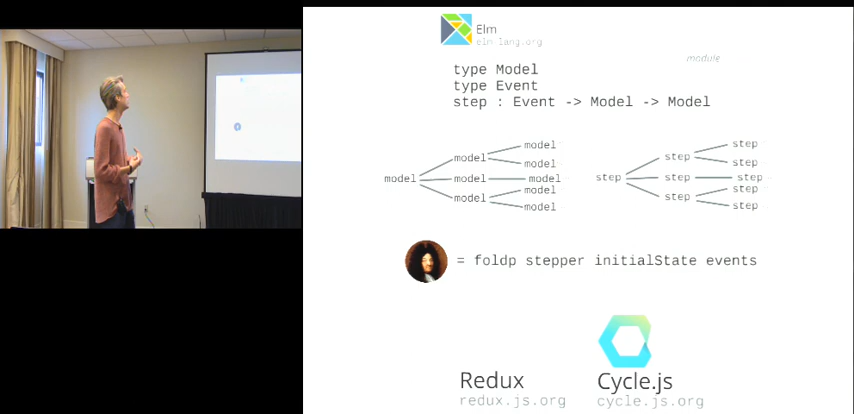 Elm
elm-lang.org
module
type Model
type Event
step : Event -> Model -> Model
model
model
model
model
model
model
model
model
model
step
step
step
step
step
step
step
step
step
= foldp stepper initialState events
Redux
redux.js.org
Cycle.js
cycle.js.org